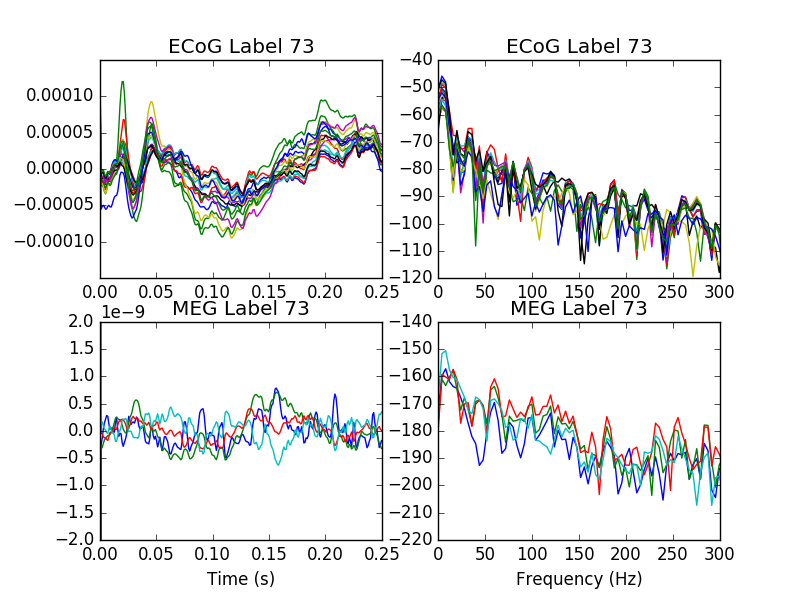 ECoG Label 73
0.00010
0.00005
0.00000
−0.00005
−0.00010
0.00 0.05 0.10 0.15 0.20 0.25
ECoG Label 73
−40
−50
−60
−70
−80
−90
−100
−110
−120
0 50 100 150 200 250 300
MEG Label 73
1e−9
2.0
1.5
1.0
0.5
0.0
−0.5
−1.0
−1.5
−2.0
0.00 0.05 0.10 0.15 0.20 0.25
Time (s)
MEG Label 73
−140
−150
−160
−170
−180
−190
−200
−210
−220
0 50 100 150 200 250 300
Frequency (Hz)